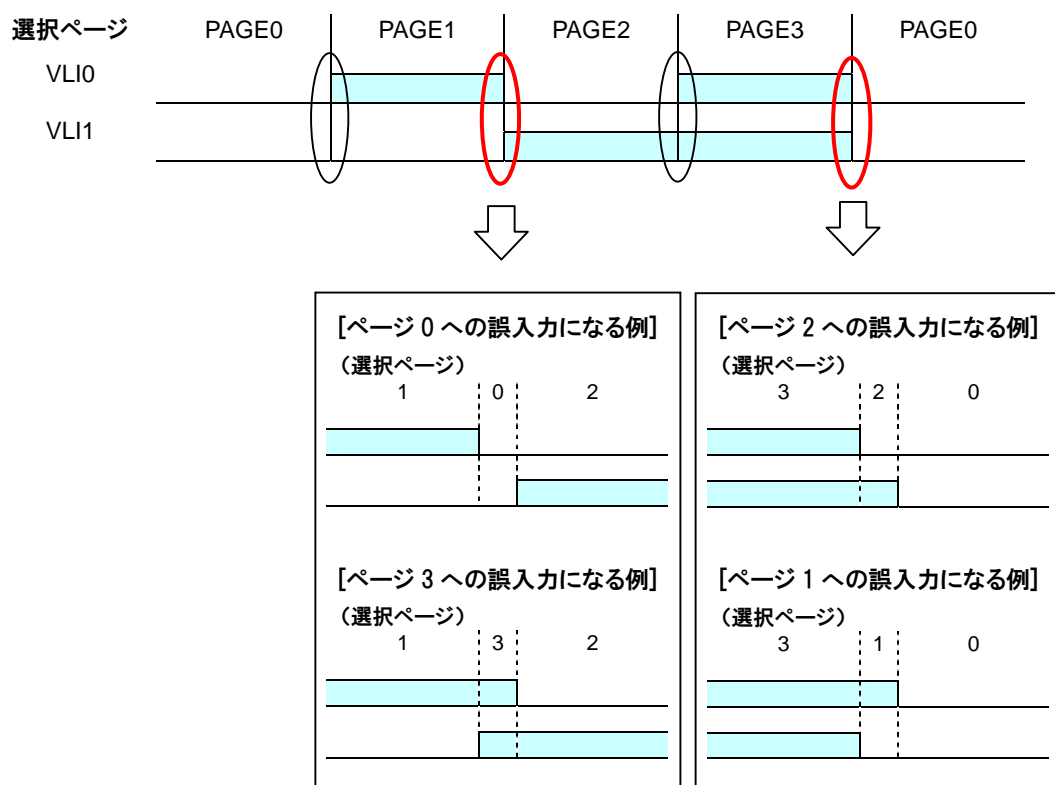 選択ページ PAGE0 PAGE1 PAGE2 PAGE3 PAGE0
VLI0
VLI1
[ページ 0 への誤入力になる例]
（選択ページ）
1 0 2
[ページ 3 への誤入力になる例]
（選択ページ）
1 3 2
[ページ 2 への誤入力になる例]
（選択ページ）
3 2 0
[ページ 1 への誤入力になる例]
（選択ページ）
3 1 0